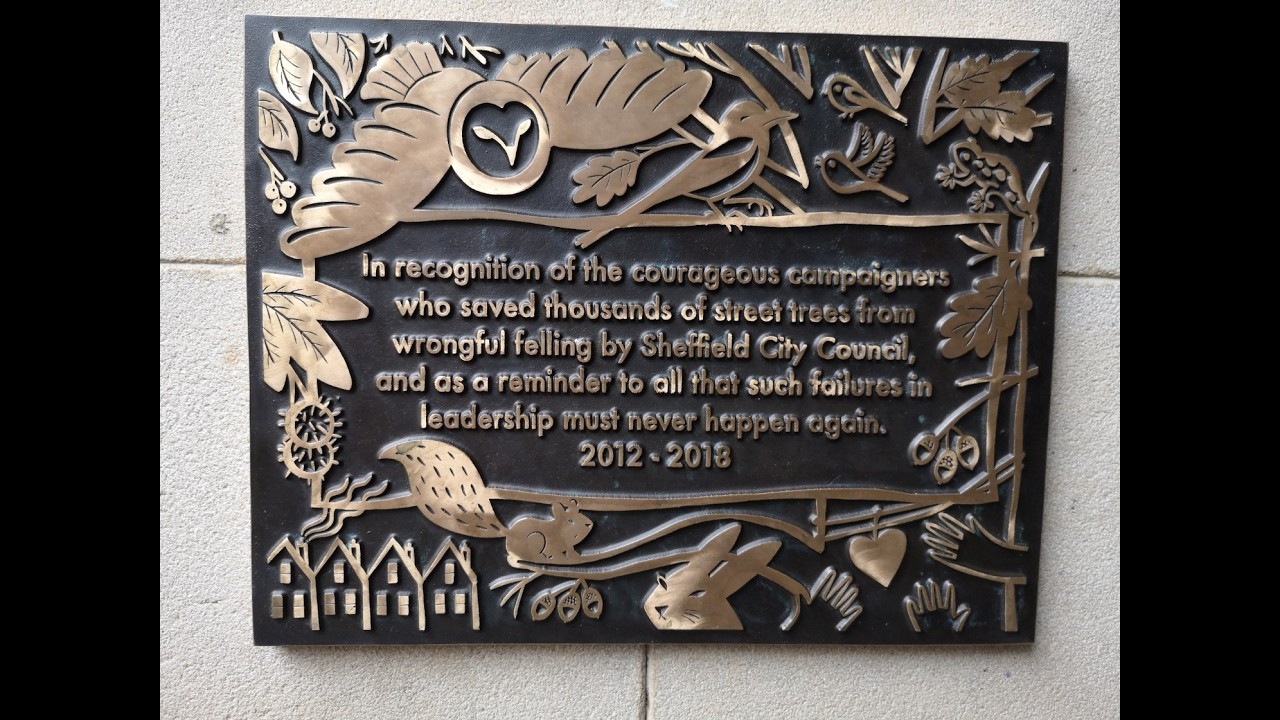 In recognition of the courageous campaigners
who saved thousands of street trees from
wrongful felling by Sheffield City Council,
and as a reminder to all that such failures in
leadership must never happen again.
2012 - 2018